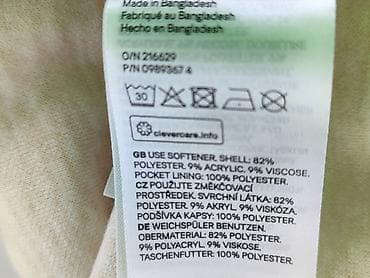 Made in Bangladesh
Fabriqué au Bangladesh
Hecho en Bangladesh
O/N 216629
P/N 0989367 4
30
clevercare.info
GB USE SOFTENER. SHELL: 82%
POLYESTER. 9% ACRYLIC. 9% VISCOSE.
POCKET LINING: 100% POLYESTER.
CZ POUŽIJTE ZMĚKČOVACÍ
PROSTŘEDEK. SVRCHNÍ LÁTKA: 82%
POLYESTER. 9% AKRYL. 9% VISKÓZA.
PODŠÍVKA KAPSY: 100% POLYESTER.
DE WEICHSPÜLER BENUTZEN.
OBERMATERIAL: 82% POLYESTER.
9% POLYACRYL. 9% VISKOSE.
TASCHENFUTTER: 100% POLYESTER.